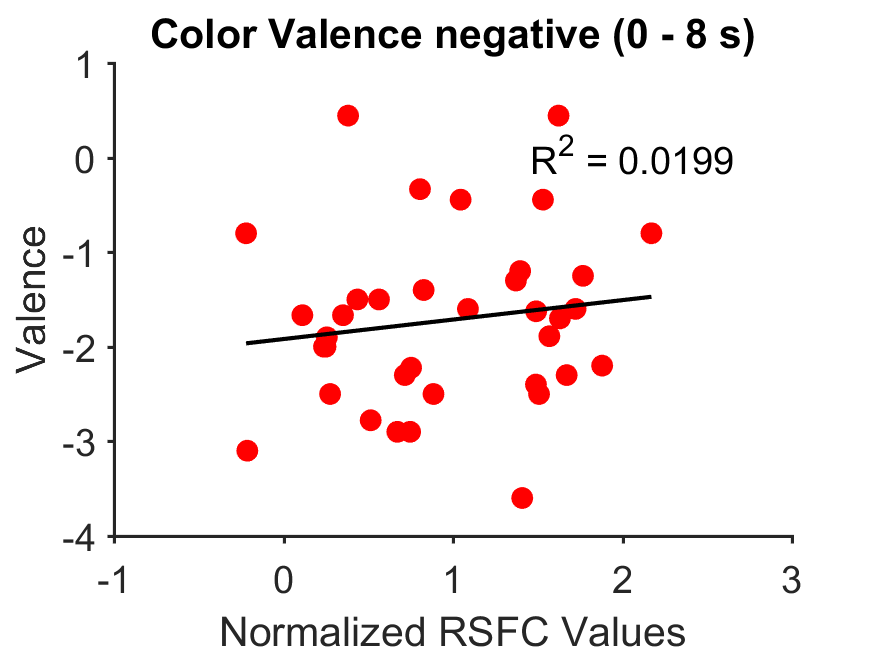 Color Valence negative (0 - 8 s)
1
0
-1
-2
-3
-4
Valence
R² = 0.0199
-1 0 1 2 3
Normalized RSFC Values